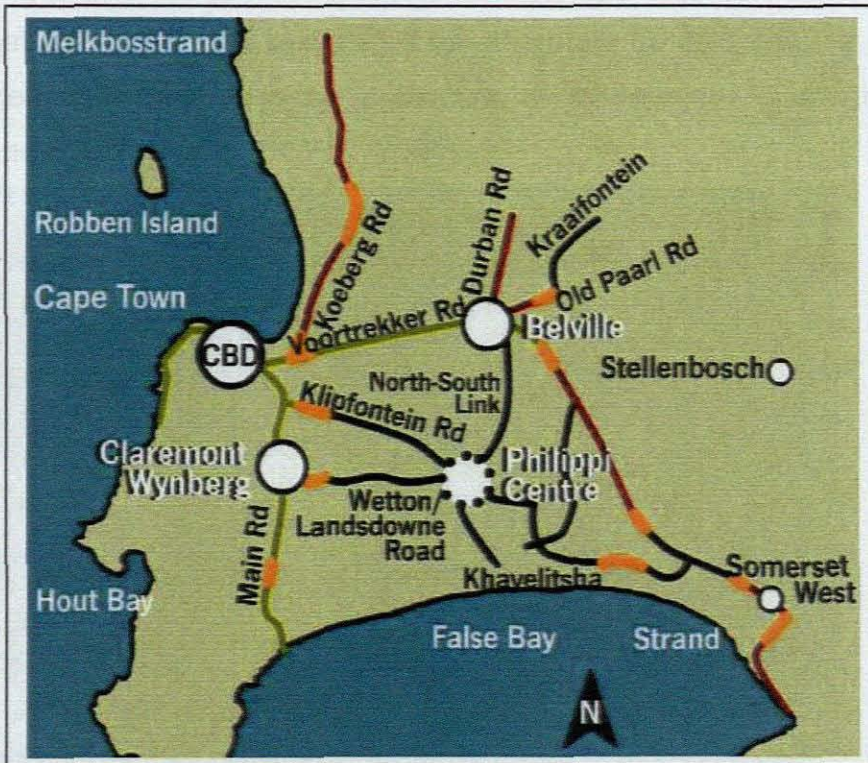 Melkbosstrand
Robben Island
Cape Town
CBD
Koeberg Rd
Voortrekker Rd
Durban Rd
Kraaifontein
Old Paarl Rd
Belville
Stellenbosch
North-South
Link
Klipfontein Rd
Claremont
Wynberg
Philippi
Centre
Wetton/
Landsdowne
Road
Main Rd
Khayelitsha
Hout Bay
Somerset
West
False Bay
Strand
N